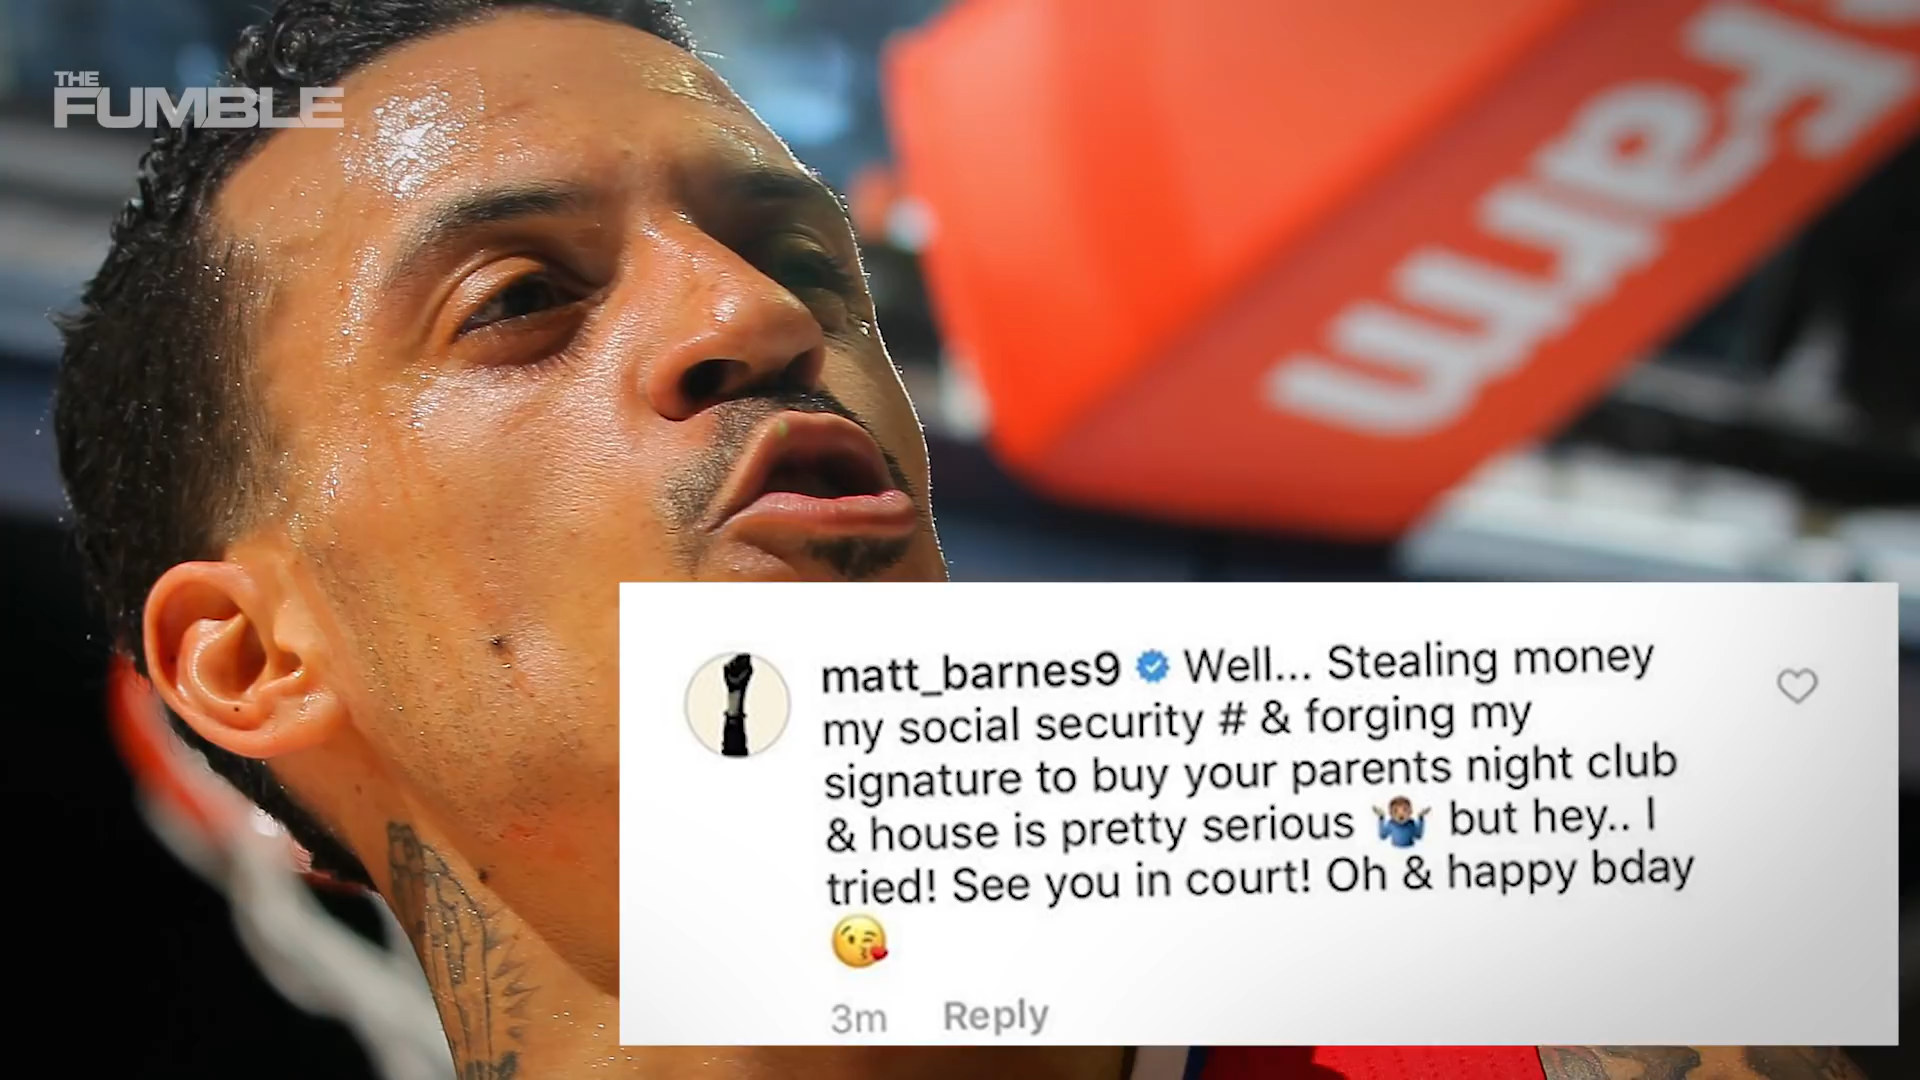 THE
FUMBLE
Farm
matt_barnes9 Well... Stealing money
my social security # & forging my
signature to buy your parents night club
& house is pretty serious 🤷🏽‍♂️ but hey.. I
tried! See you in court! Oh & happy bday
😘
3m Reply